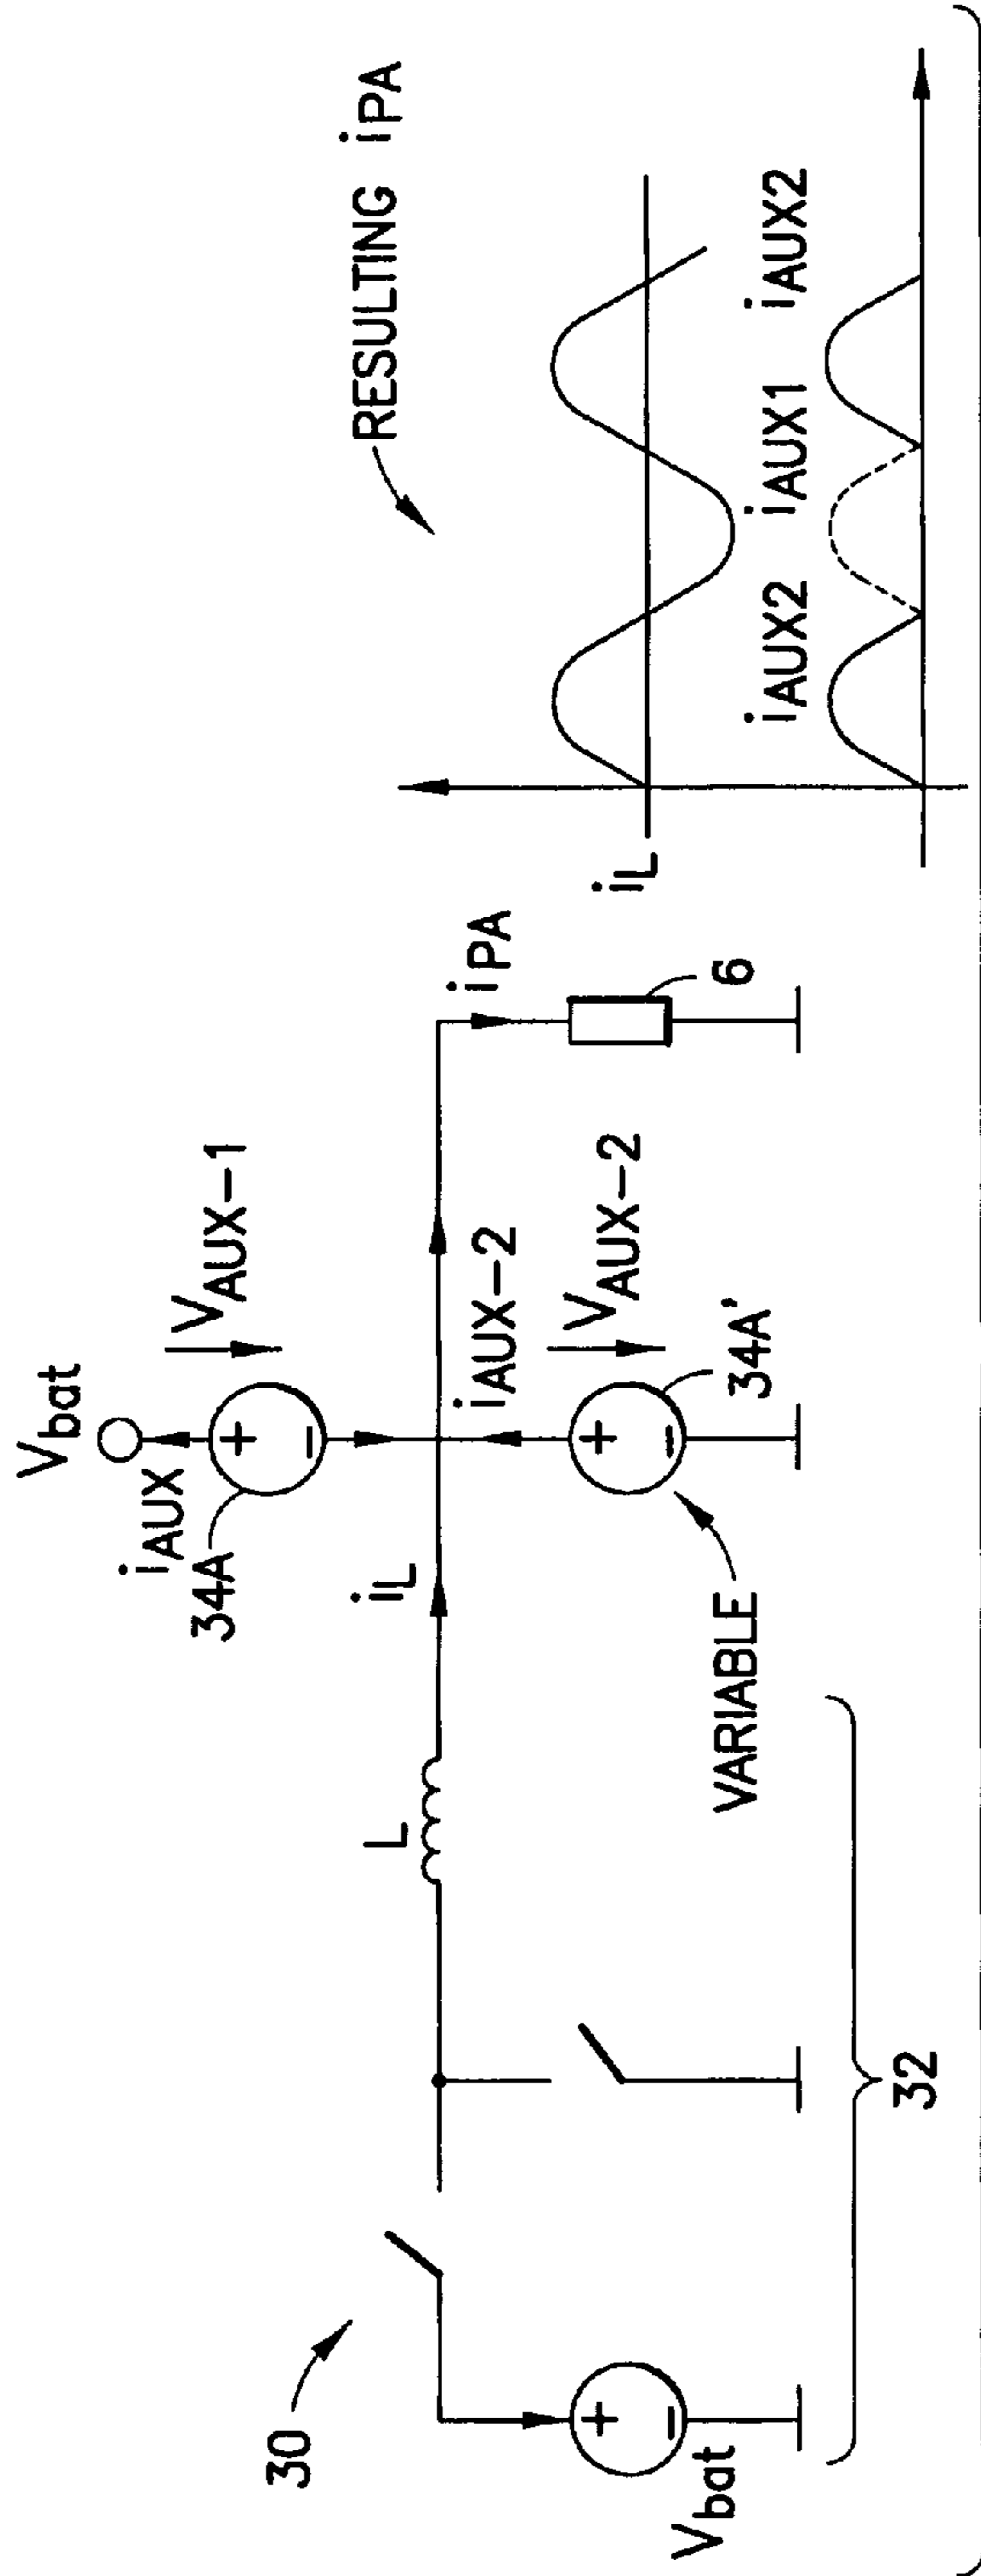 30
Vbat
32
L
iL
VARIABLE
Vbat
iAUX
34A
VAUX-1
iAUX-2
VAUX-2
34A'
iPA
6
RESULTING iPA
iL
iAUX2
iAUX1
iAUX2